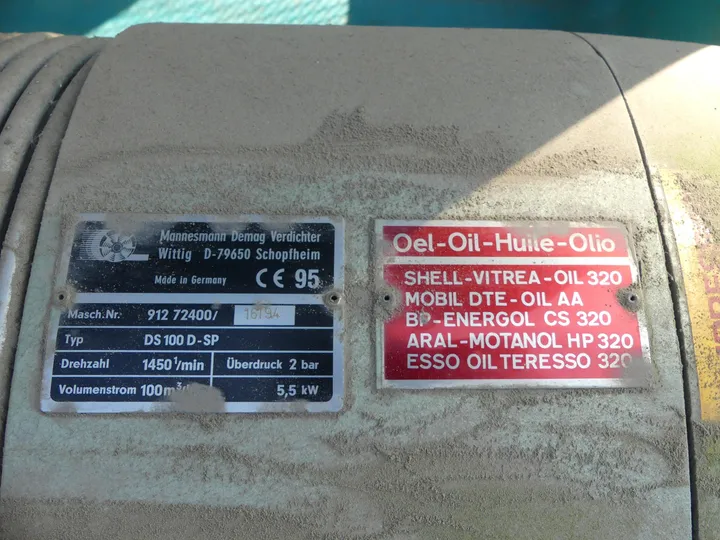 Mannesmann Demag Verdichter
Wittig D-79650 Schopfheim
Made in Germany CE 95
Masch.Nr. 912 72400/
Typ DS 100 D-SP
Drehzahl 1450 1/min Überdruck 2 bar
Volumenstrom 100 5,5 kW
Oel-Oil-Huile-Olio
SHELL-VITREA-OIL 320
MOBIL DTE-OIL AA
BP-ENERGOL CS 320
ARAL-MOTANOL HP 320
ESSO OIL TERESSO 320